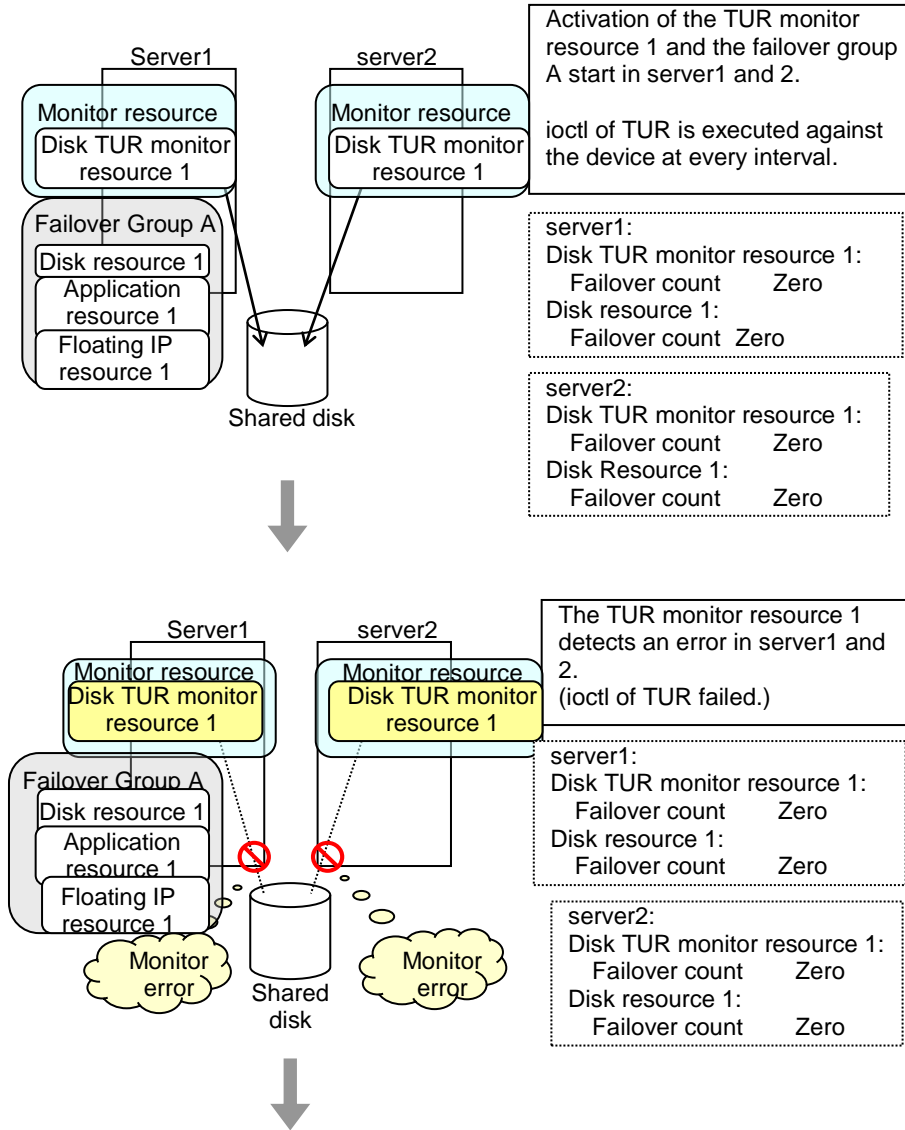 Server1
server2
Monitor resource
Disk TUR monitor
resource 1
Monitor resource
Disk TUR monitor
resource 1
Failover Group A
Disk resource 1
Application
resource 1
Floating IP
resource 1
Shared disk
Activation of the TUR monitor
resource 1 and the failover group
A start in server1 and 2.
ioctl of TUR is executed against
the device at every interval.
server1:
Disk TUR monitor resource 1:
Failover count Zero
Disk resource 1:
Failover count Zero
server2:
Disk TUR monitor resource 1:
Failover count Zero
Disk Resource 1:
Failover count Zero
Server1
server2
Monitor resource
Disk TUR monitor
resource 1
Monitor resource
Disk TUR monitor
resource 1
Failover Group A
Disk resource 1
Application
resource 1
Floating IP
resource 1
Monitor
error
Shared
disk
Monitor
error
The TUR monitor resource 1
detects an error in server1 and
2.
(ioctl of TUR failed.)
server1:
Disk TUR monitor resource 1:
Failover count Zero
Disk resource 1:
Failover count Zero
server2:
Disk TUR monitor resource 1:
Failover count Zero
Disk resource 1:
Failover count Zero